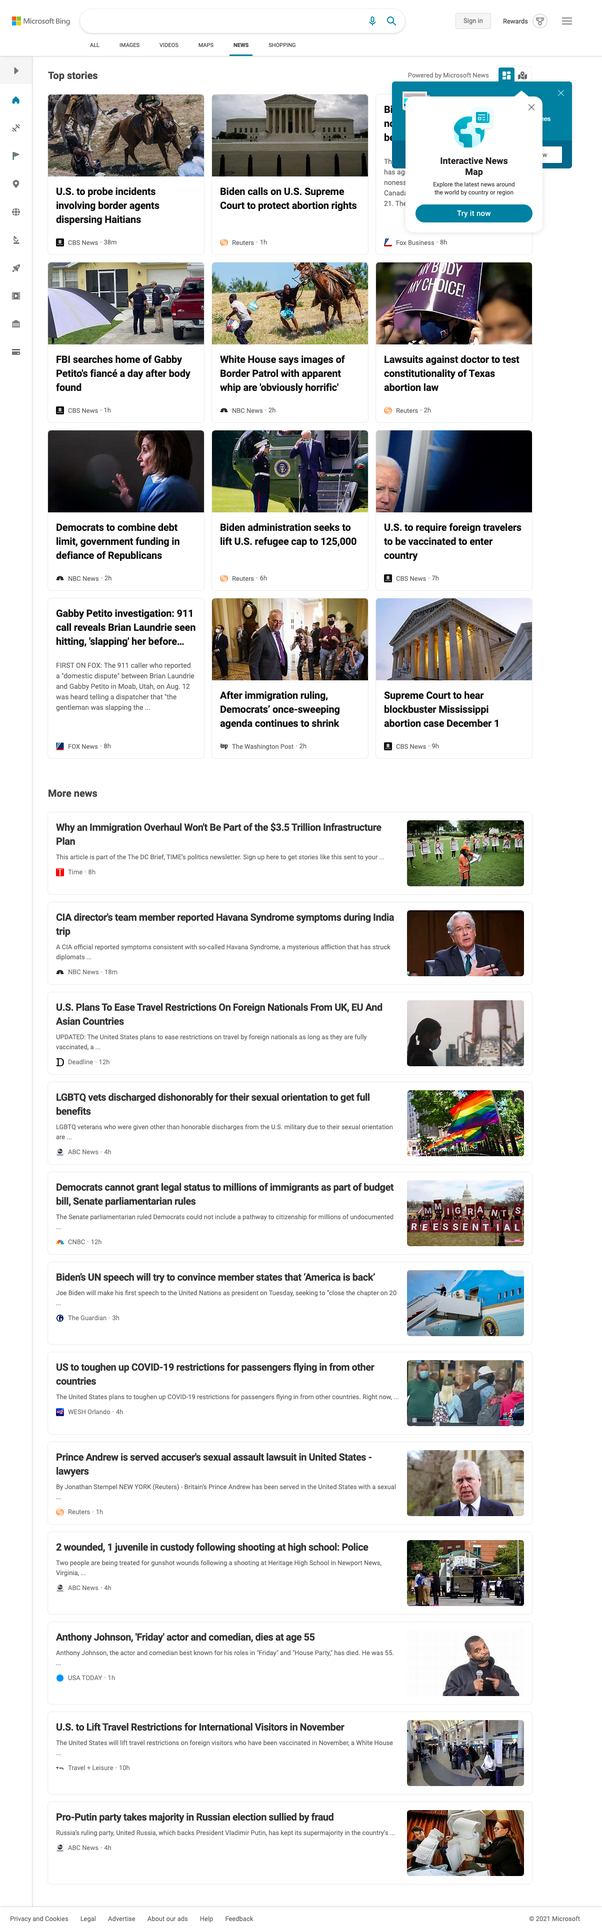 Microsoft Bing
Sign in
Rewards
ALL
IMAGES
VIDEOS
MAPS
NEWS
SHOPPING
Top stories
Powered by Microsoft News
Interactive News
Map
Explore the latest news around
the world by country or region
Try it now
U.S. to probe incidents
involving border agents
dispersing Haitians
CBS News · 38m
Biden calls on U.S. Supreme
Court to protect abortion rights
Reuters · 1h
Fox Business · 8h
MY BODY
MY CHOICE!
FBI searches home of Gabby
Petito's fiancé a day after body
found
CBS News · 1h
White House says images of
Border Patrol with apparent
whip are 'obviously horrific'
NBC News · 2h
Lawsuits against doctor to test
constitutionality of Texas
abortion law
Reuters · 2h
Democrats to combine debt
limit, government funding in
defiance of Republicans
NBC News · 2h
Biden administration seeks to
lift U.S. refugee cap to 125,000
Reuters · 6h
U.S. to require foreign travelers
to be vaccinated to enter
country
CBS News · 7h
Gabby Petito investigation: 911
call reveals Brian Laundrie seen
hitting, 'slapping' her before...
FIRST ON FOX: The 911 caller who reported
a "domestic dispute" between Brian Laundrie
and Gabby Petito in Moab, Utah, on Aug. 12
was heard telling a dispatcher that "the
gentleman was slapping the ...
FOX News · 8h
After immigration ruling,
Democrats' once-sweeping
agenda continues to shrink
The Washington Post · 2h
Supreme Court to hear
blockbuster Mississippi
abortion case December 1
CBS News · 9h
More news
Why an Immigration Overhaul Won't Be Part of the $3.5 Trillion Infrastructure
Plan
This article is part of the The DC Brief, TIME's politics newsletter. Sign up here to get stories like this sent to your ...
Time · 8h
CIA director's team member reported Havana Syndrome symptoms during India
trip
A CIA official reported symptoms consistent with so-called Havana Syndrome, a mysterious affliction that has struck
diplomats ...
NBC News · 18m
U.S. Plans To Ease Travel Restrictions On Foreign Nationals From UK, EU And
Asian Countries
UPDATED: The United States plans to ease restrictions on travel by foreign nationals as long as they are fully
vaccinated, a ...
Deadline · 12h
LGBTQ vets discharged dishonorably for their sexual orientation to get full
benefits
LGBTQ veterans who were given other than honorable discharges from the U.S. military due to their sexual orientation
are ...
ABC News · 4h
Democrats cannot grant legal status to millions of immigrants as part of budget
bill, Senate parliamentarian rules
The Senate parliamentarian ruled Democrats could not include a pathway to citizenship for millions of undocumented
...
CNBC · 12h
Biden's UN speech will try to convince member states that 'America is back'
Joe Biden will make his first speech to the United Nations as president on Tuesday, seeking to "close the chapter on 20
...
The Guardian · 3h
US to toughen up COVID-19 restrictions for passengers flying in from other
countries
The United States plans to toughen up COVID-19 restrictions for passengers flying in from other countries. Right now, ...
WESH Orlando · 4h
Prince Andrew is served accuser's sexual assault lawsuit in United States -
lawyers
By Jonathan Stempel NEW YORK (Reuters) - Britain's Prince Andrew has been served in the United States with a sexual
...
Reuters · 1h
2 wounded, 1 juvenile in custody following shooting at high school: Police
Two people are being treated for gunshot wounds following a shooting at Heritage High School in Newport News,
Virginia, ...
ABC News · 4h
Anthony Johnson, 'Friday' actor and comedian, dies at age 55
Anthony Johnson, the actor and comedian best known for his roles in "Friday" and "House Party," has died. He was 55.
...
USA TODAY · 1h
U.S. to Lift Travel Restrictions for International Visitors in November
The United States will lift travel restrictions on foreign visitors who have been vaccinated in November, a White House
...
Travel + Leisure · 10h
Pro-Putin party takes majority in Russian election sullied by fraud
Russia's ruling party, United Russia, which backs President Vladimir Putin, has kept its supermajority in the country's ...
ABC News · 4h
Privacy and Cookies
Legal
Advertise
About our ads
Help
Feedback
© 2021 Microsoft